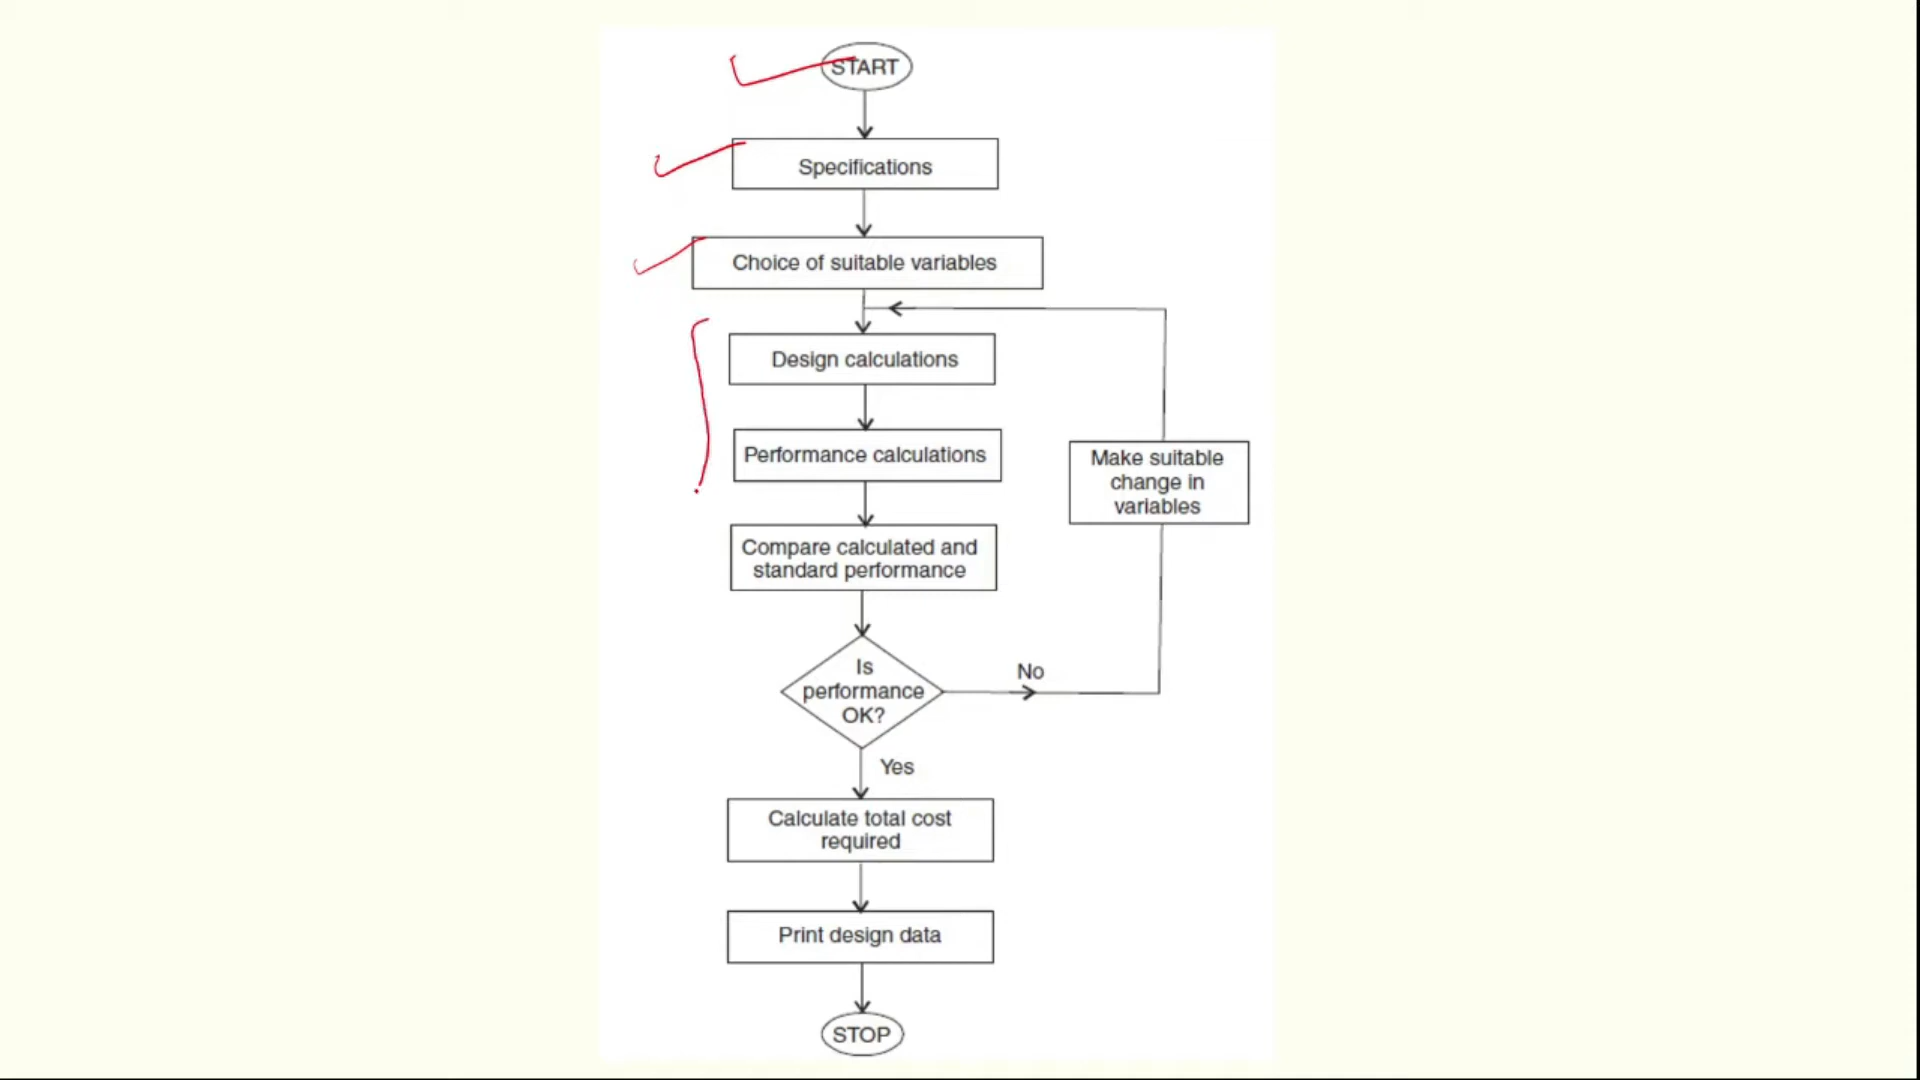 START
Specifications
Choice of suitable variables
Design calculations
Performance calculations
Make suitable
change in
variables
Compare calculated and
standard performance
Is
performance
OK?
No
Yes
Calculate total cost
required
Print design data
STOP